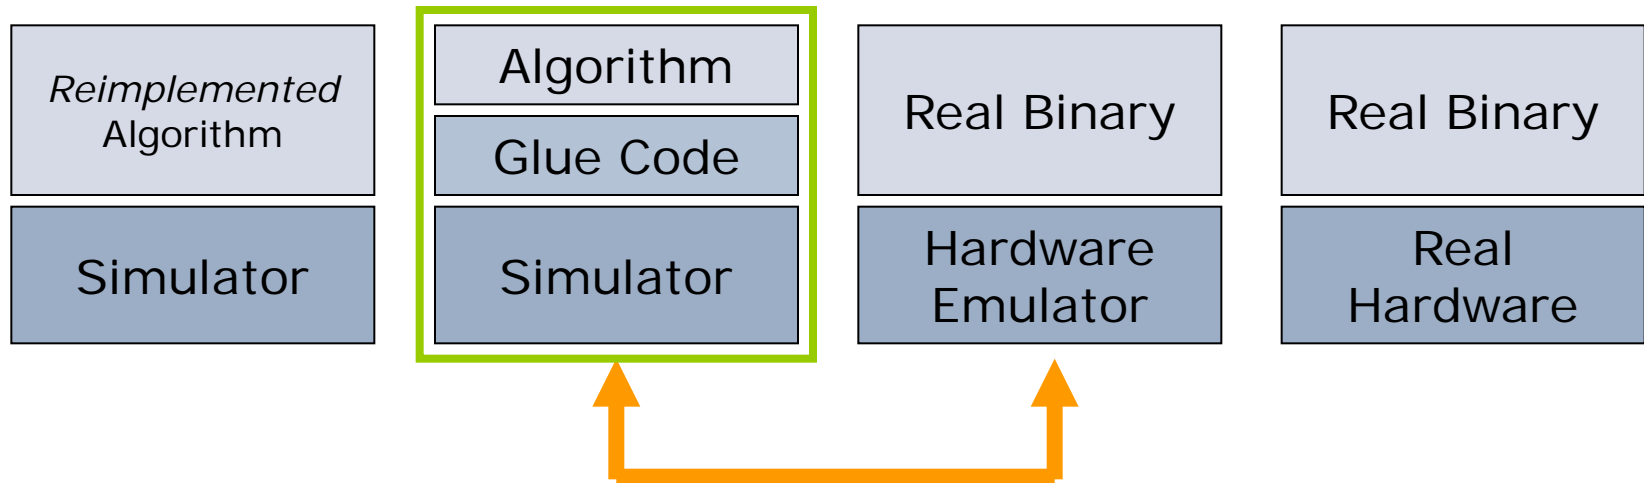 Reimplemented
Algorithm
Simulator
Algorithm
Glue Code
Simulator
Real Binary
Hardware
Emulator
Real Binary
Real
Hardware